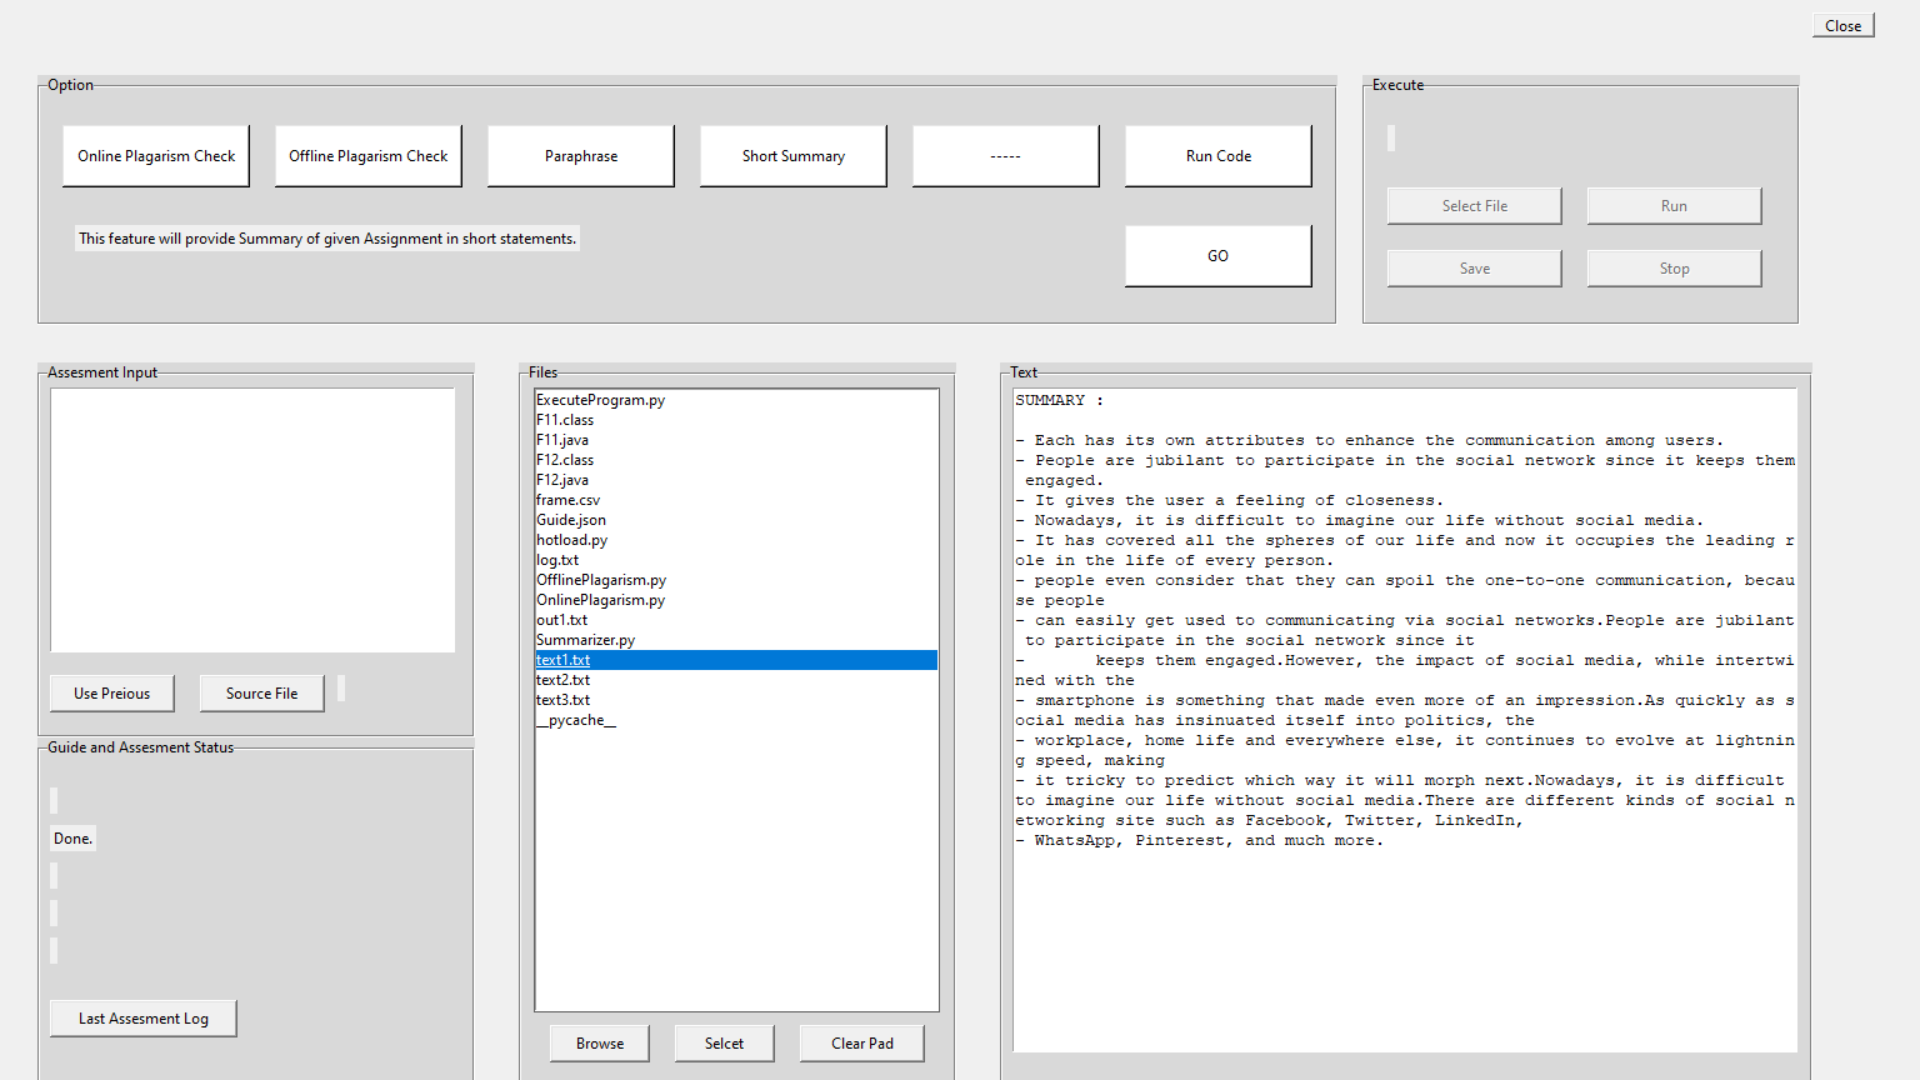 Close
Option
Online Plagarism Check
Offline Plagarism Check
Paraphrase
Short Summary
-----
Run Code
This feature will provide Summary of given Assignment in short statements.
GO
Execute
Select File
Run
Save
Stop
Assesment Input
Use Preious
Source File
Guide and Assesment Status
Done.
Last Assesment Log
Files
ExecuteProgram.py
F11.class
F11.java
F12.class
F12.java
frame.csv
Guide.json
hotload.py
log.txt
OfflinePlagarism.py
OnlinePlagarism.py
out1.txt
Summarizer.py
text1.txt
text2.txt
text3.txt
__pycache__
Browse
Selcet
Clear Pad
Text
SUMMARY :
- Each has its own attributes to enhance the communication among users.
- People are jubilant to participate in the social network since it keeps them
engaged.
- It gives the user a feeling of closeness.
- Nowadays, it is difficult to imagine our life without social media.
- It has covered all the spheres of our life and now it occupies the leading r
ole in the life of every person.
- people even consider that they can spoil the one-to-one communication, becau
se people
- can easily get used to communicating via social networks.People are jubilant
to participate in the social network since it
- keeps them engaged.However, the impact of social media, while intertwi
ned with the
- smartphone is something that made even more of an impression.As quickly as s
ocial media has insinuated itself into politics, the
- workplace, home life and everywhere else, it continues to evolve at lightnin
g speed, making
- it tricky to predict which way it will morph next.Nowadays, it is difficult
to imagine our life without social media.There are different kinds of social n
etworking site such as Facebook, Twitter, LinkedIn,
- WhatsApp, Pinterest, and much more.